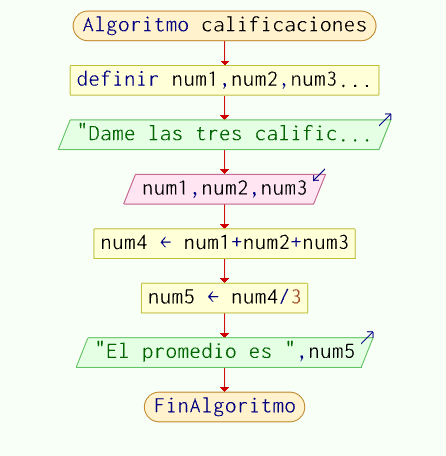 Algoritmo calificaciones
definir num1,num2,num3...
"Dame las tres calific...
num1,num2,num3
num4 ← num1+num2+num3
num5 ← num4/3
"El promedio es ",num5
FinAlgoritmo